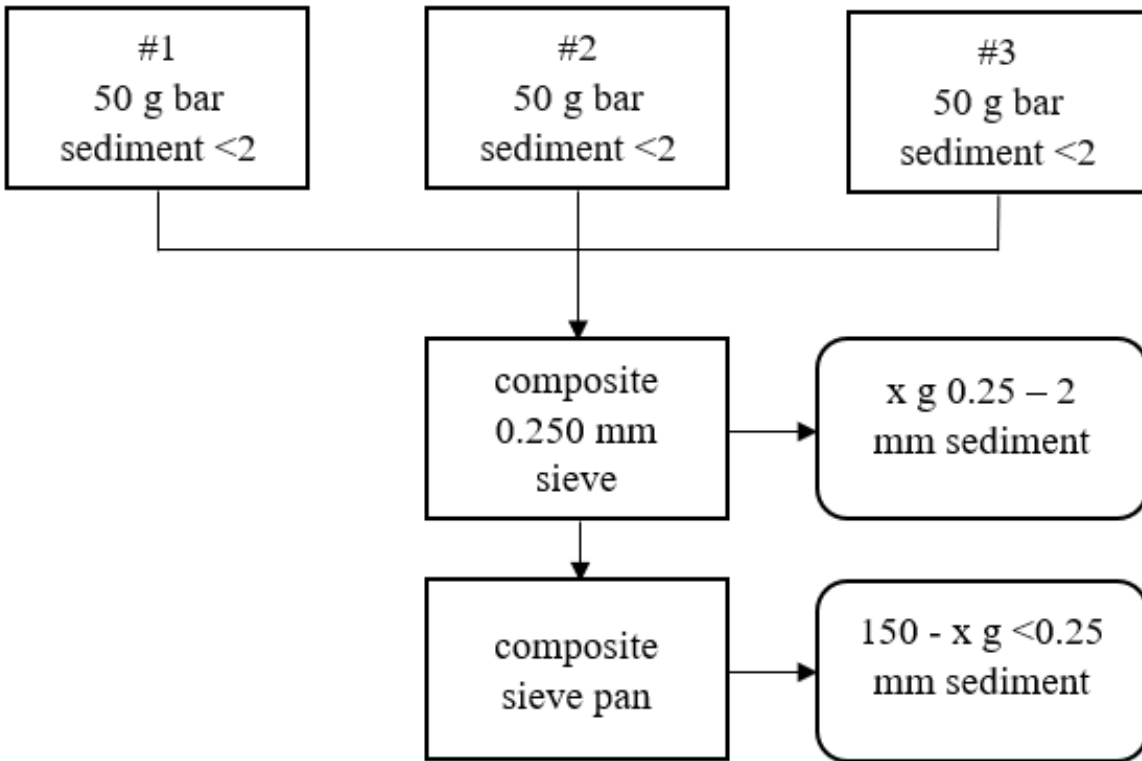 #1
50 g bar
sediment <2
#2
50 g bar
sediment <2
#3
50 g bar
sediment <2
composite
0.250 mm
sieve
x g 0.25 – 2
mm sediment
composite
sieve pan
150 - x g <0.25
mm sediment